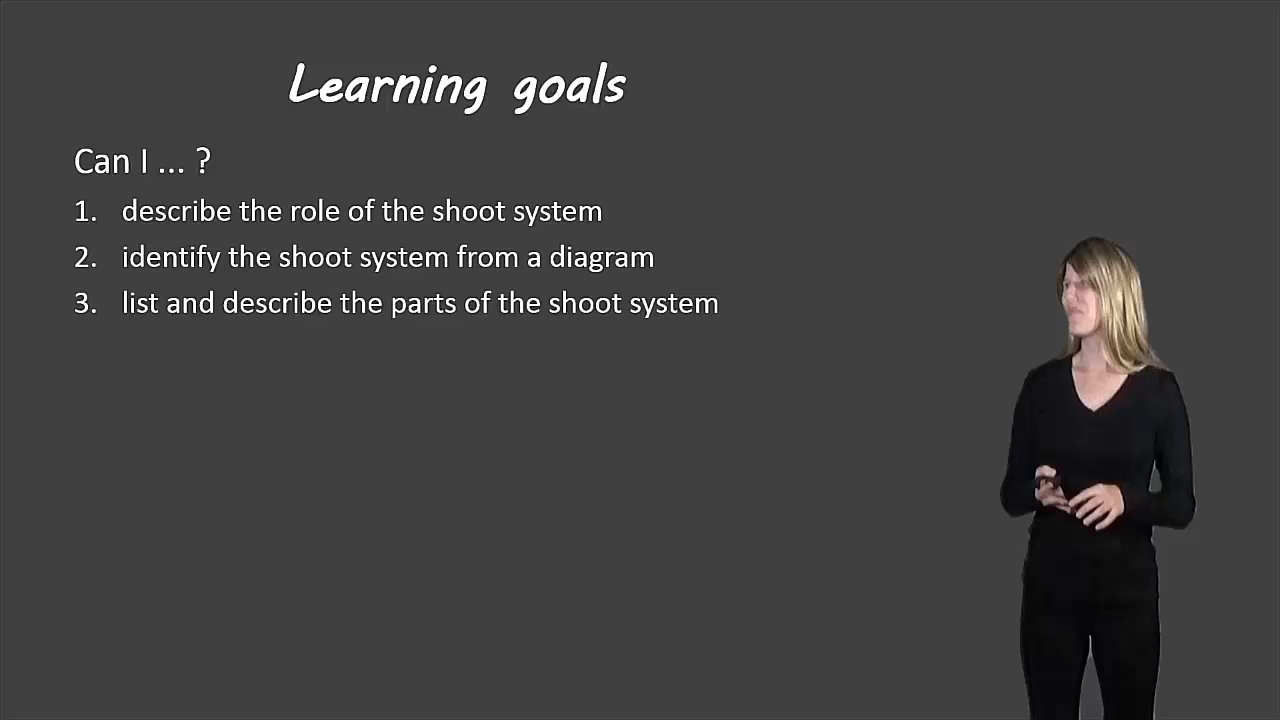 Learning goals
Can I ... ?
1. describe the role of the shoot system
2. identify the shoot system from a diagram
3. list and describe the parts of the shoot system